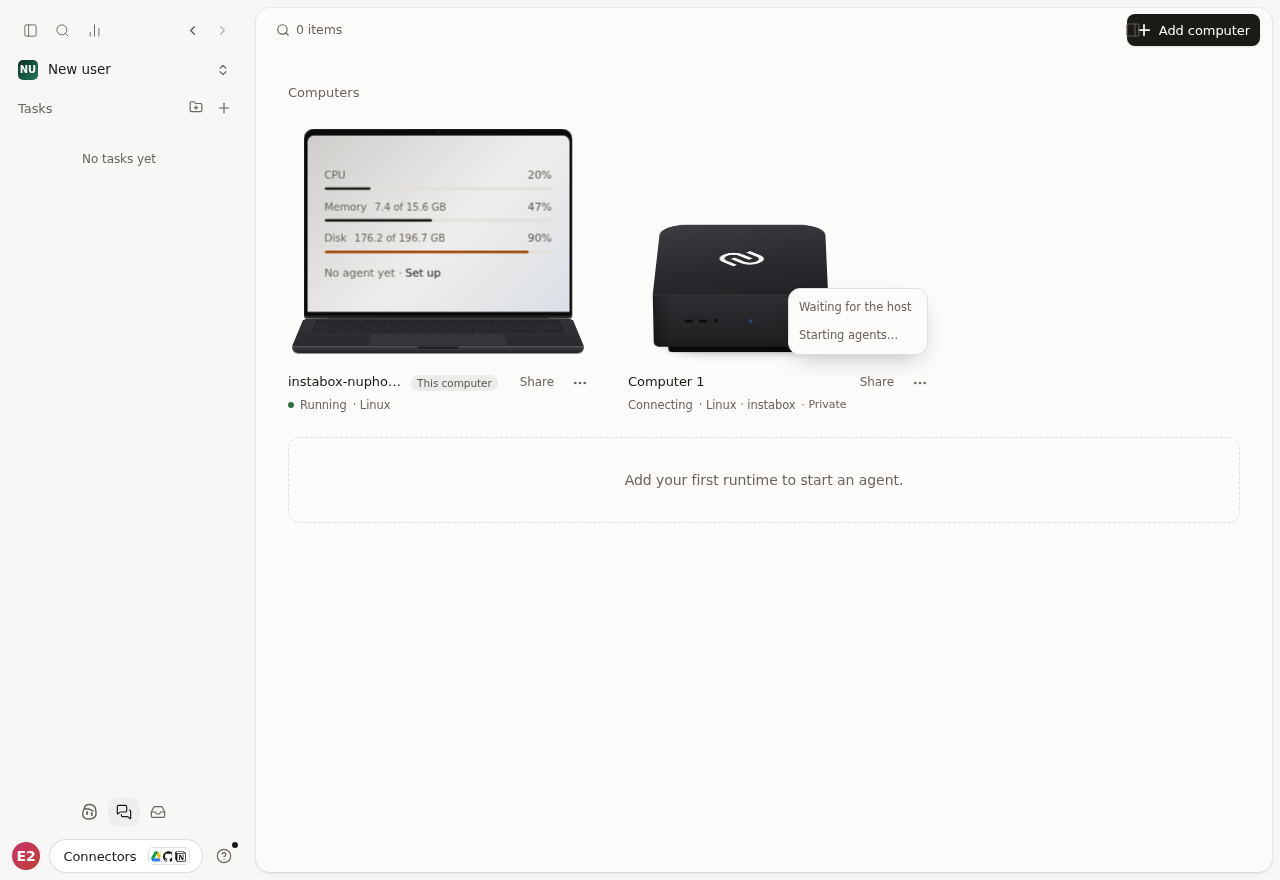 0 items
Add computer
NU New user
Tasks
No tasks yet
Computers
CPU 20%
Memory 7.4 of 15.6 GB 47%
Disk 176.2 of 196.7 GB 90%
No agent yet · Set up
Waiting for the host
Starting agents…
instabox-nupho… This computer Share
Running · Linux
Computer 1 Share
Connecting · Linux · instabox · Private
Add your first runtime to start an agent.
E2 Connectors